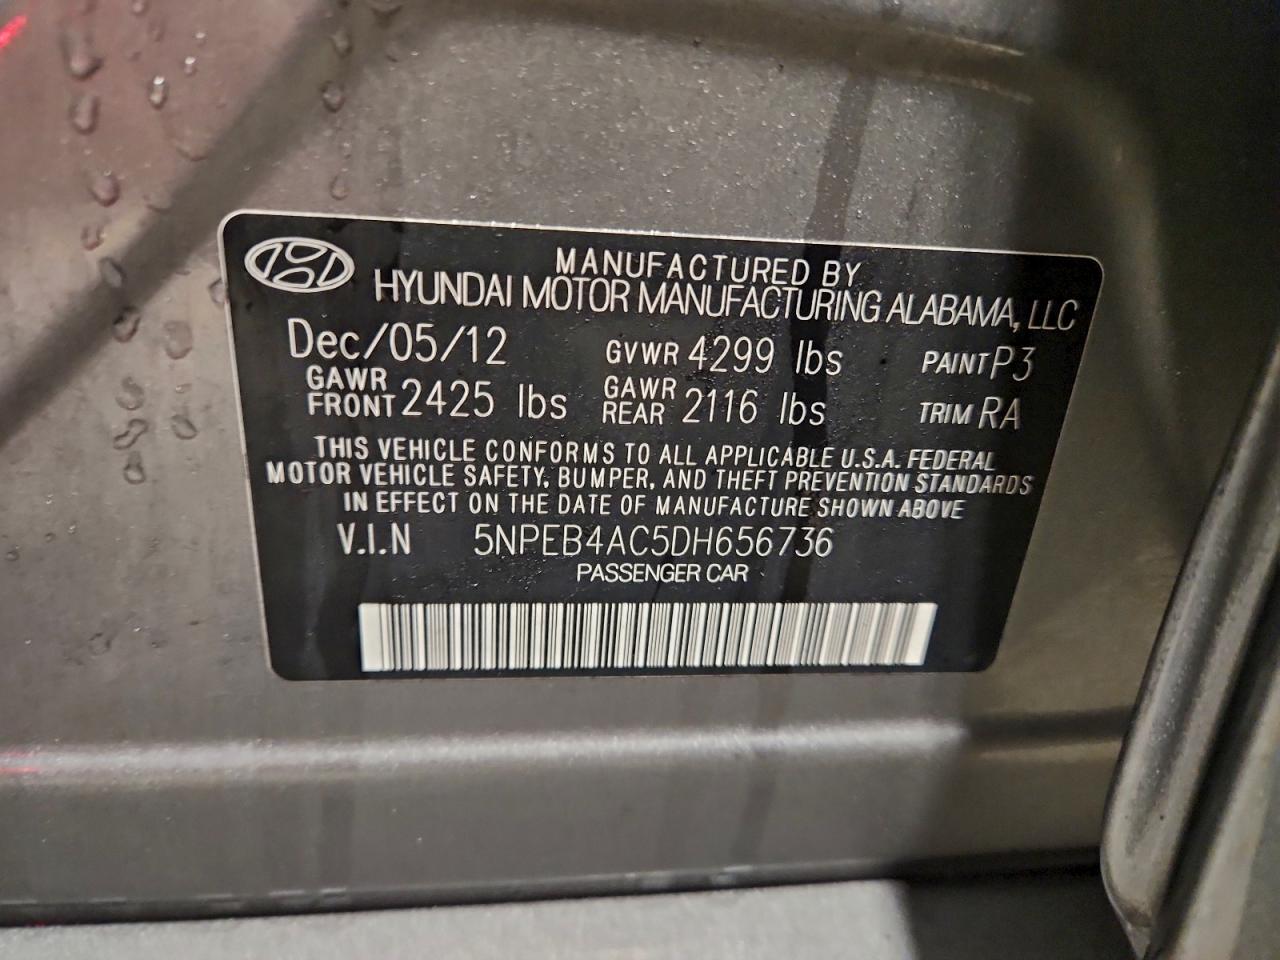 MANUFACTURED BY
HYUNDAI MOTOR MANUFACTURING ALABAMA, LLC
Dec/05/12 GVWR 4299 lbs PAINT P3
GAWR FRONT 2425 lbs GAWR REAR 2116 lbs TRIM RA
THIS VEHICLE CONFORMS TO ALL APPLICABLE U.S.A. FEDERAL
MOTOR VEHICLE SAFETY, BUMPER, AND THEFT PREVENTION STANDARDS
IN EFFECT ON THE DATE OF MANUFACTURE SHOWN ABOVE
V.I.N 5NPEB4AC5DH656736
PASSENGER CAR